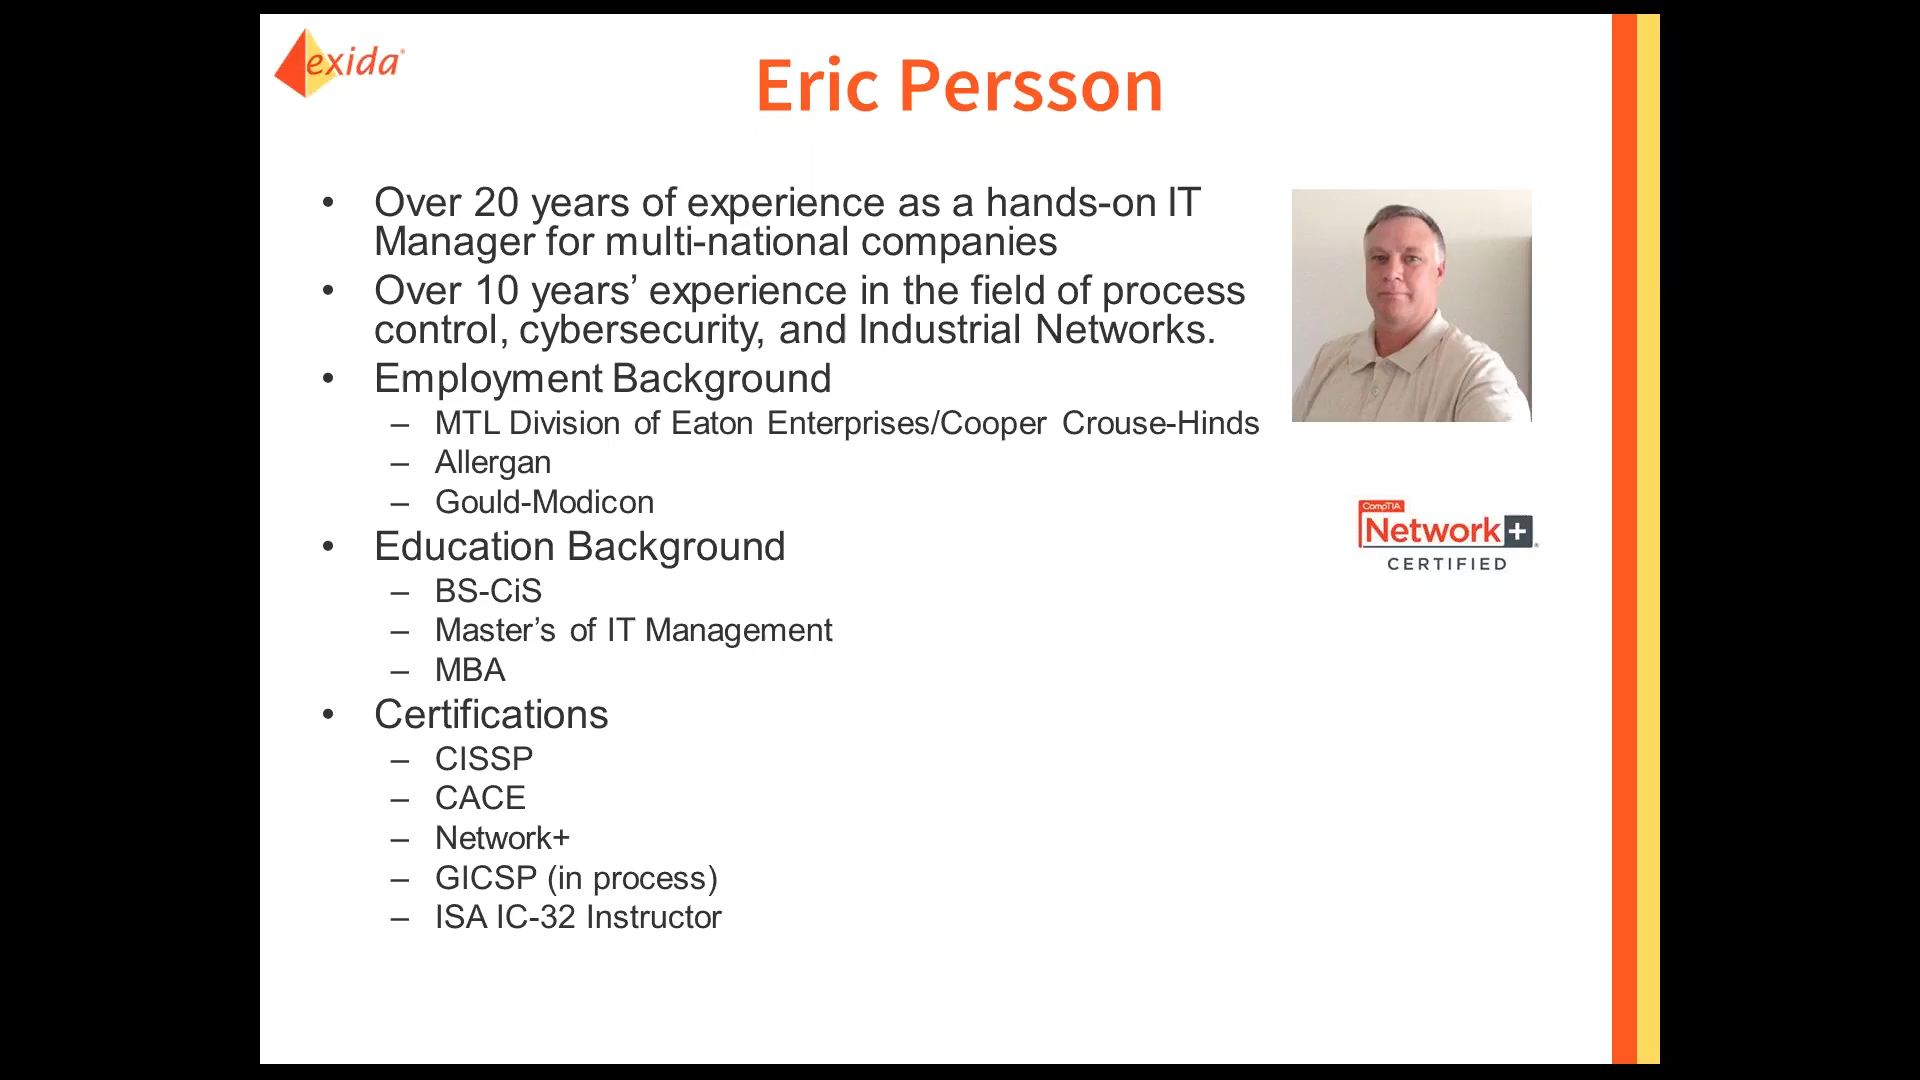 exida®
Eric Persson
• Over 20 years of experience as a hands-on IT
Manager for multi-national companies
• Over 10 years’ experience in the field of process
control, cybersecurity, and Industrial Networks.
• Employment Background
– MTL Division of Eaton Enterprises/Cooper Crouse-Hinds
– Allergan
– Gould-Modicon
• Education Background
– BS-CiS
– Master’s of IT Management
– MBA
• Certifications
– CISSP
– CACE
– Network+
– GICSP (in process)
– ISA IC-32 Instructor
CompTIA
Network+
CERTIFIED